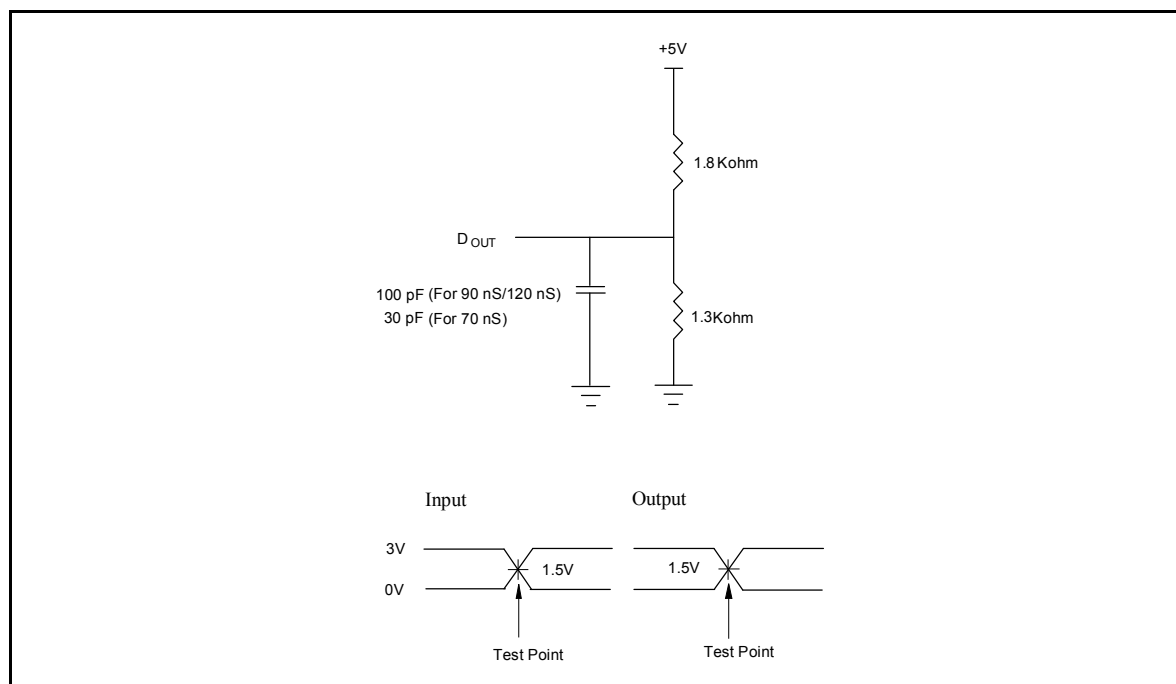 +5V
1.8 Kohm
D OUT
100 pF (For 90 nS/120 nS)
30 pF (For 70 nS)
1.3Kohm
Input Output
3V
1.5V 1.5V
0V
Test Point Test Point